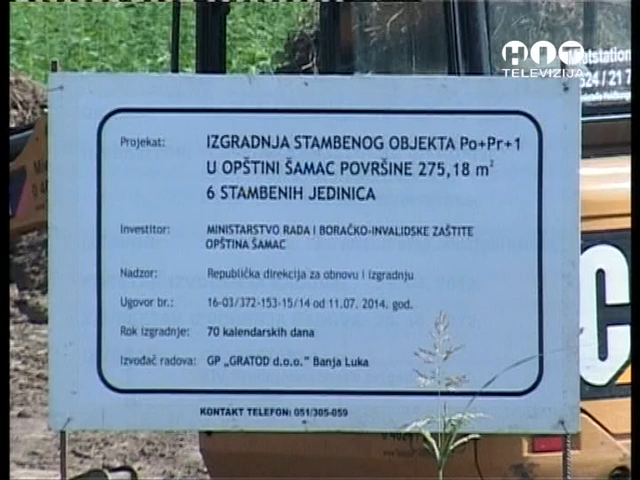 HIT
TELEVIZIJA
Projekat: IZGRADNJA STAMBENOG OBJEKTA Po+Pr+1
U OPŠTINI ŠAMAC POVRŠINE 275,18 m²
6 STAMBENIH JEDINICA
Investitor: MINISTARSTVO RADA I BORAČKO-INVALIDSKE ZAŠTITE
OPŠTINA ŠAMAC
Nadzor: Republička direkcija za obnovu i izgradnju
Ugovor br.: 16-03/372-153-15/14 od 11.07. 2014. god.
Rok izgradnje: 70 kalendarskih dana
Izvođač radova: GP „GRATOD d.o.o.” Banja Luka
KONTAKT TELEFON: 051/305-059
C